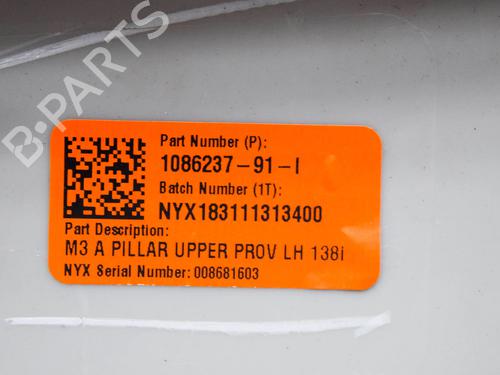 B-PARTS
Part Number (P):
1086237-91-I
Batch Number (1T):
NYX183111313400
Part Description:
M3 A PILLAR UPPER PROV LH 138i
NYX Serial Number: 008681603